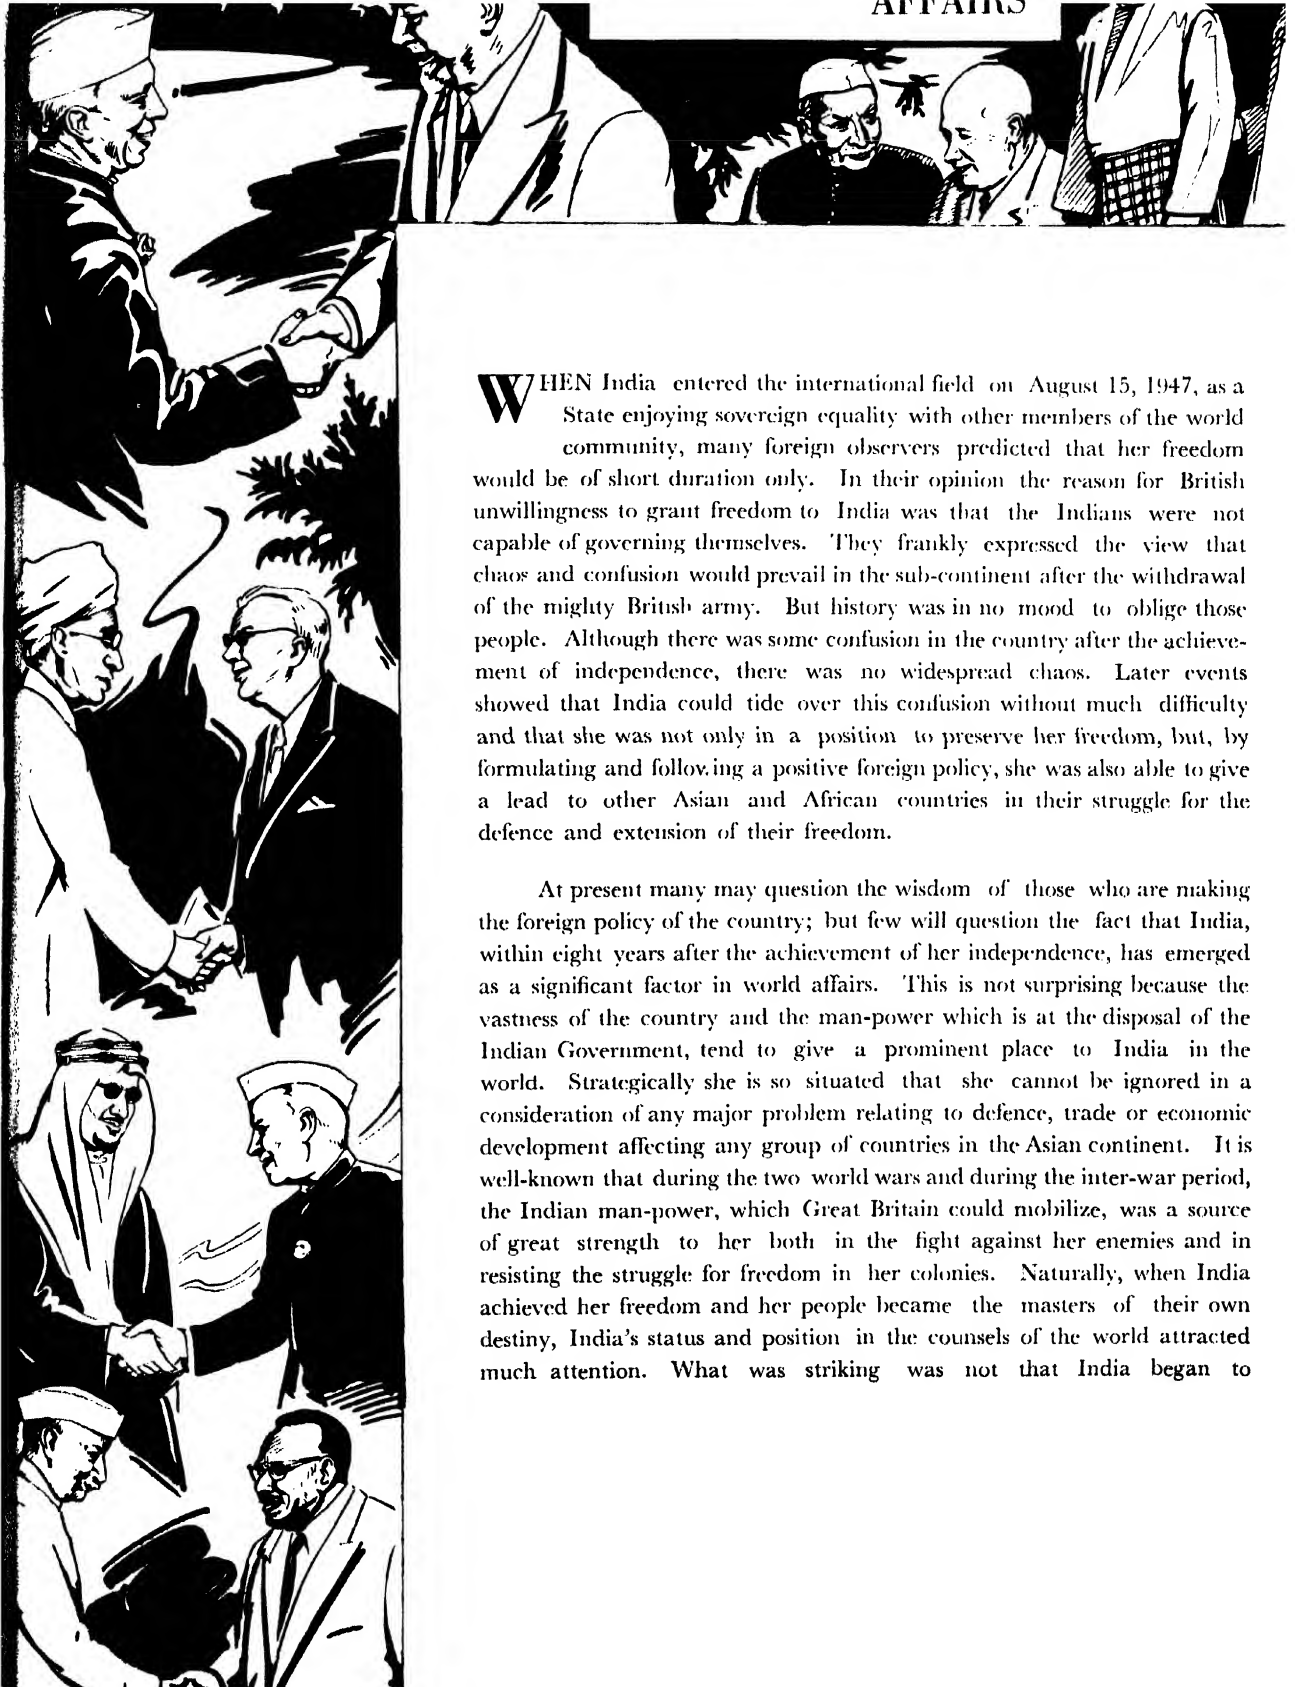 AFFAIRS
WHEN India entered the international field on August 15, 1947, as a
State enjoying sovereign equality with other members of the world
community, many foreign observers predicted that her freedom
would be of short duration only. In their opinion the reason for British
unwillingness to grant freedom to India was that the Indians were not
capable of governing themselves. They frankly expressed the view that
chaos and confusion would prevail in the sub-continent after the withdrawal
of the mighty British army. But history was in no mood to oblige those
people. Although there was some confusion in the country after the achieve-
ment of independence, there was no widespread chaos. Later events
showed that India could tide over this confusion without much difficulty
and that she was not only in a position to preserve her freedom, but, by
formulating and following a positive foreign policy, she was also able to give
a lead to other Asian and African countries in their struggle for the
defence and extension of their freedom.
At present many may question the wisdom of those who are making
the foreign policy of the country; but few will question the fact that India,
within eight years after the achievement of her independence, has emerged
as a significant factor in world affairs. This is not surprising because the
vastness of the country and the man-power which is at the disposal of the
Indian Government, tend to give a prominent place to India in the
world. Strategically she is so situated that she cannot be ignored in a
consideration of any major problem relating to defence, trade or economic
development affecting any group of countries in the Asian continent. It is
well-known that during the two world wars and during the inter-war period,
the Indian man-power, which Great Britain could mobilize, was a source
of great strength to her both in the fight against her enemies and in
resisting the struggle for freedom in her colonies. Naturally, when India
achieved her freedom and her people became the masters of their own
destiny, India's status and position in the counsels of the world attracted
much attention. What was striking was not that India began to